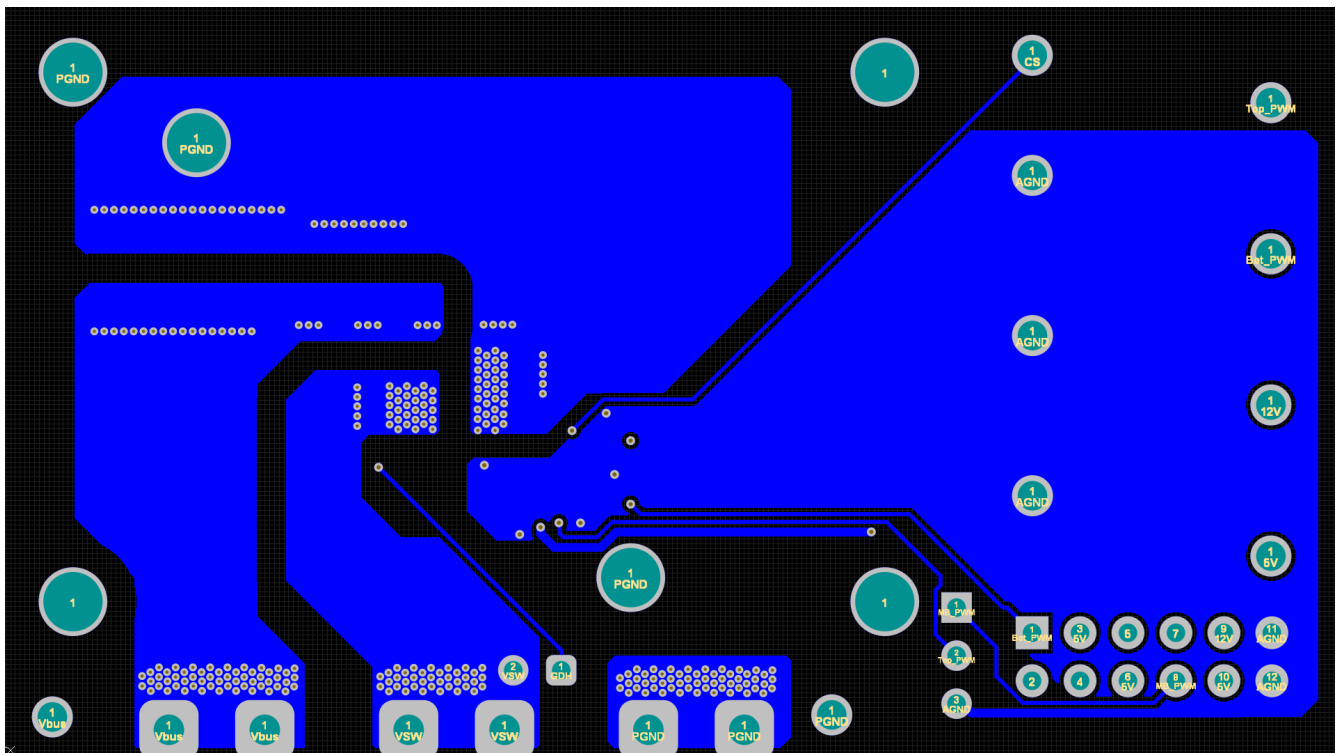 1
CS
1
PGND
1
1
Top_PWM
1
PGND
1
AGND
1
Bat_PWM
1
AGND
1
12V
1
AGND
1
5V
1
PGND
1
1
1
MB_PWM
1
Bat_PWM
3
5V
5
7
9
12V
11
AGND
2
Top_PWM
2
VSW
1
GDH
2
4
6
5V
8
MB_PWM
10
5V
12
AGND
3
AGND
1
Vbus
1
Vbus
1
Vbus
1
VSW
1
VSW
1
PGND
1
PGND
1
PGND